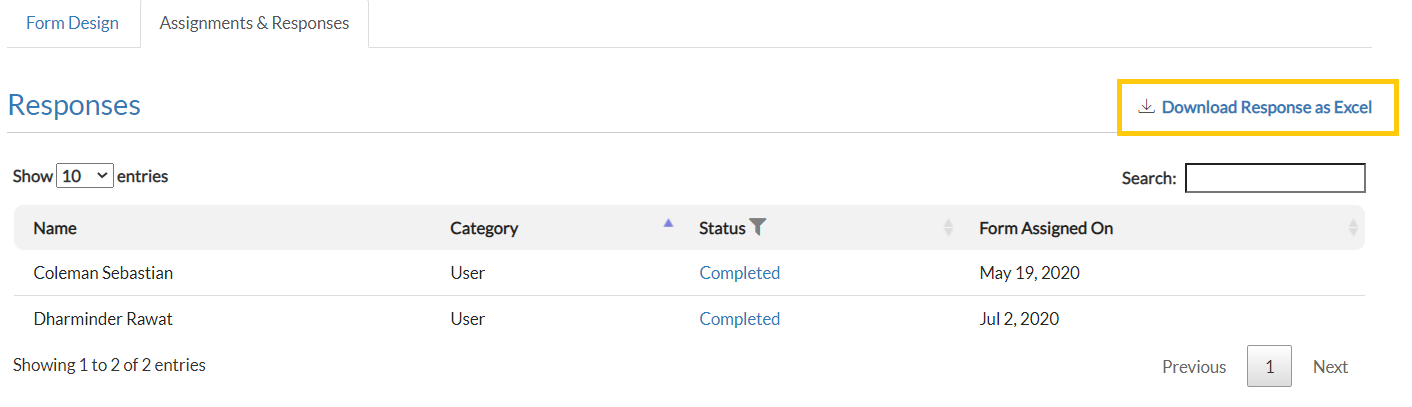 Form Design Assignments & Responses
Responses Download Response as Excel
Show 10 entries Search:
Name Category Status Form Assigned On
Coleman Sebastian User Completed May 19, 2020
Dharminder Rawat User Completed Jul 2, 2020
Showing 1 to 2 of 2 entries Previous 1 Next